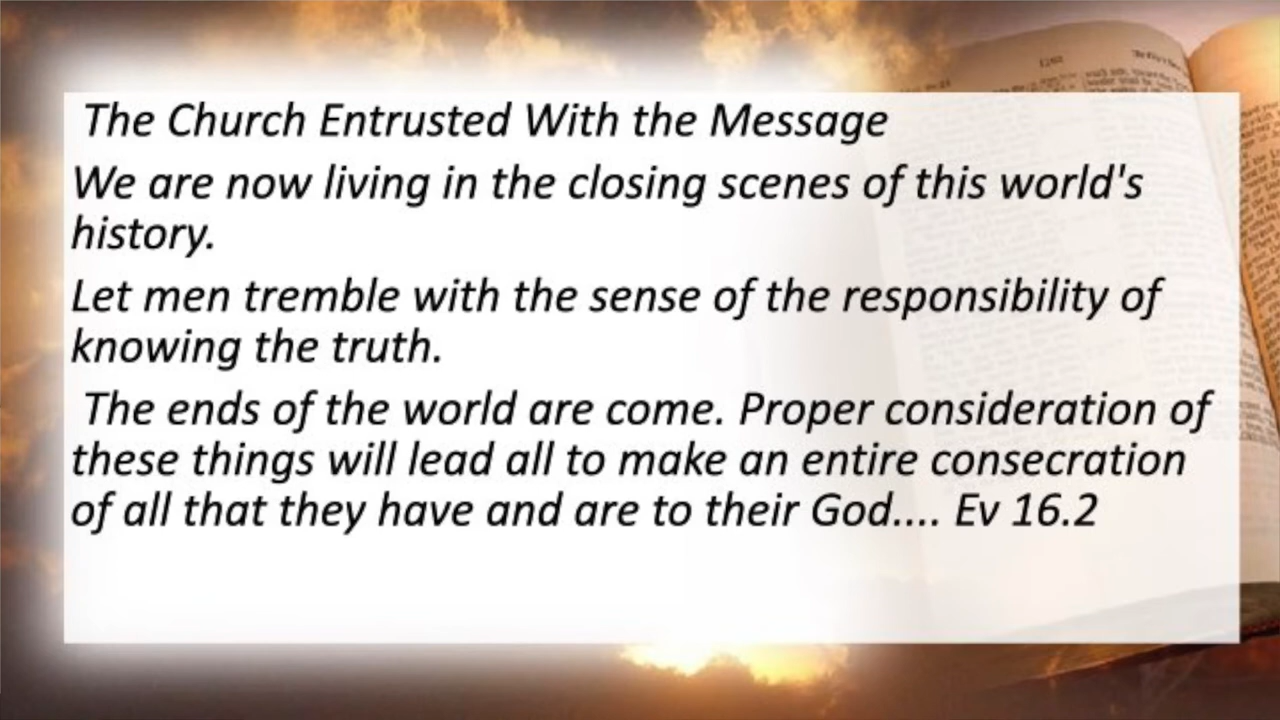 The Church Entrusted With the Message
We are now living in the closing scenes of this world's
history.
Let men tremble with the sense of the responsibility of
knowing the truth.
The ends of the world are come. Proper consideration of
these things will lead all to make an entire consecration
of all that they have and are to their God.... Ev 16.2